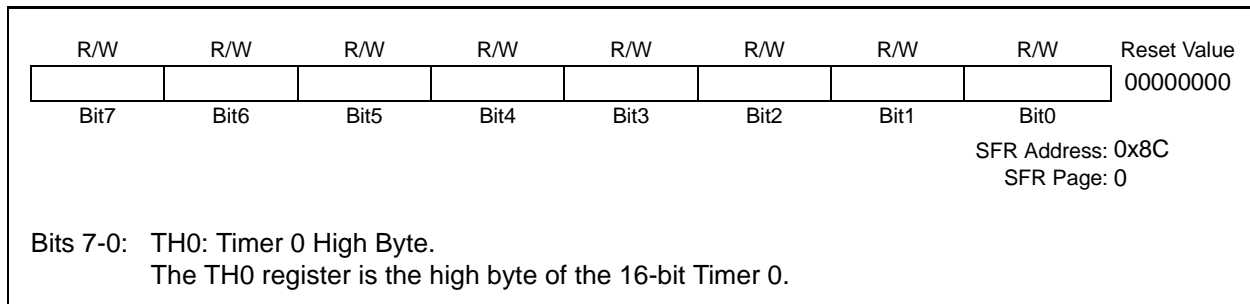 R/W R/W R/W R/W R/W R/W R/W R/W Reset Value
00000000
Bit7 Bit6 Bit5 Bit4 Bit3 Bit2 Bit1 Bit0
SFR Address: 0x8C
SFR Page: 0
Bits 7-0: TH0: Timer 0 High Byte.
The TH0 register is the high byte of the 16-bit Timer 0.